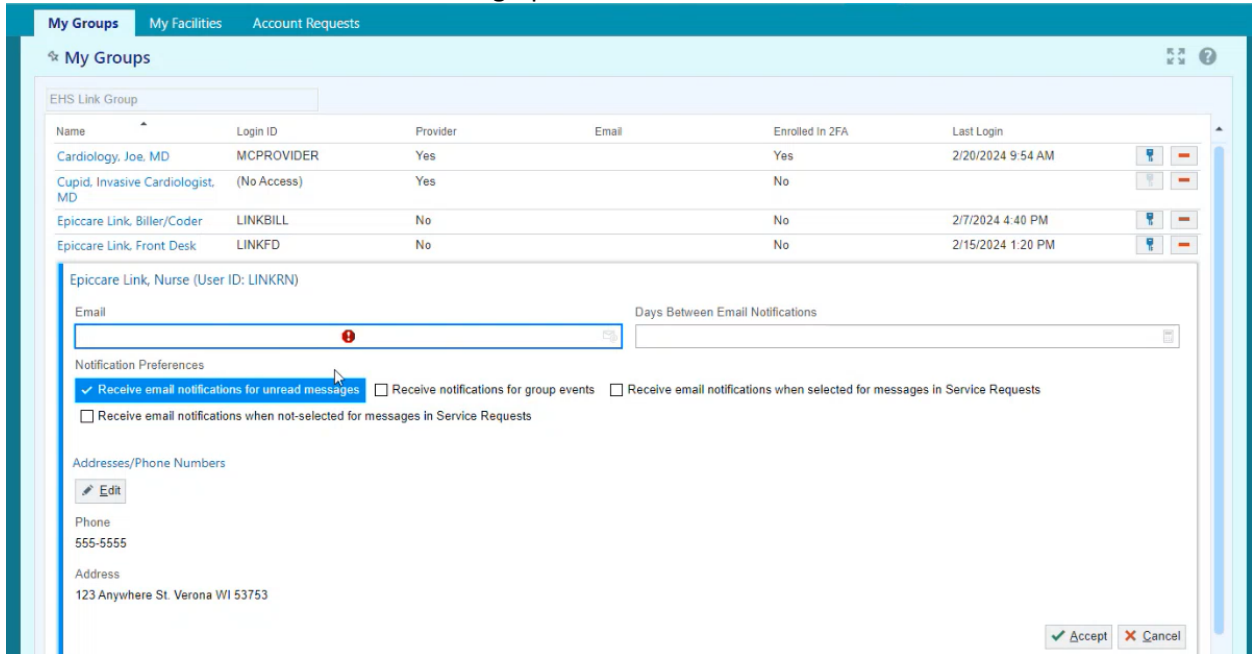 My Groups My Facilities Account Requests
My Groups
EHS Link Group
Name Login ID Provider Email Enrolled In 2FA Last Login
Cardiology, Joe, MD MCPROVIDER Yes Yes 2/20/2024 9:54 AM
Cupid, Invasive Cardiologist, (No Access) Yes No
MD
Epiccare Link, Biller/Coder LINKBILL No No 2/7/2024 4:40 PM
Epiccare Link, Front Desk LINKFD No No 2/15/2024 1:20 PM
Epiccare Link, Nurse (User ID: LINKRN)
Email Days Between Email Notifications
Notification Preferences
Receive email notifications for unread messages Receive notifications for group events Receive email notifications when selected for messages in Service Requests
Receive email notifications when not-selected for messages in Service Requests
Addresses/Phone Numbers
Edit
Phone
555-5555
Address
123 Anywhere St. Verona WI 53753
Accept Cancel